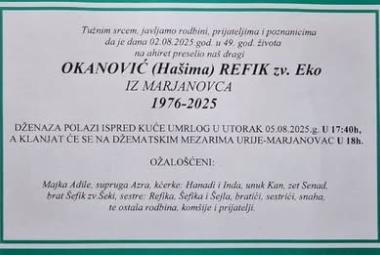 Tužnim srcem, javljamo rodbini, prijateljima i poznanicima
da je dana 02.08.2025.god. u 49. god. života
na ahiret preselio naš dragi
OKANOVIĆ (Hašima) REFIK zv. Eko
IZ MARJANOVCA
1976-2025
DŽENAZA POLAZI ISPRED KUĆE UMRLOG U UTORAK 05.08.2025.g. U 17:40h,
A KLANJAT ĆE SE NA DŽEMATSKIM MEZARIMA URIJE-MARJANOVAC U 18h.
OŽALOŠĆENI:
Majka Adile, supruga Azra, kćerke: Hanadi i Inda, unuk Kan, zet Senad,
brat Šefik zv.Šeki, sestre: Refika, Šefika i Šejla, bratići, sestrići, snaha,
te ostala rodbina, komšije i prijatelji.